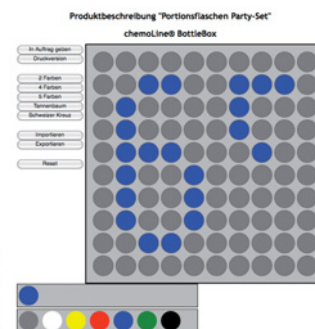 Produktbeschreibung "Portionsflaschen Party-Set"
chemoLine® BottleBox
In Auftrag geben
Druckversion
2 Farben
4 Farben
6 Farben
Tannenbaum
Schweizer Kreuz
Importieren
Exportieren
Reset
6